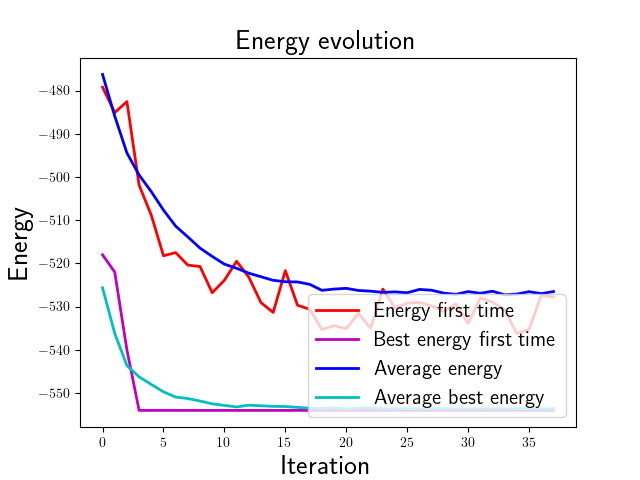 Energy evolution
Energy
−480
−490
−500
−510
−520
−530
−540
−550
Energy first time
Best energy first time
Average energy
Average best energy
0 5 10 15 20 25 30 35
Iteration